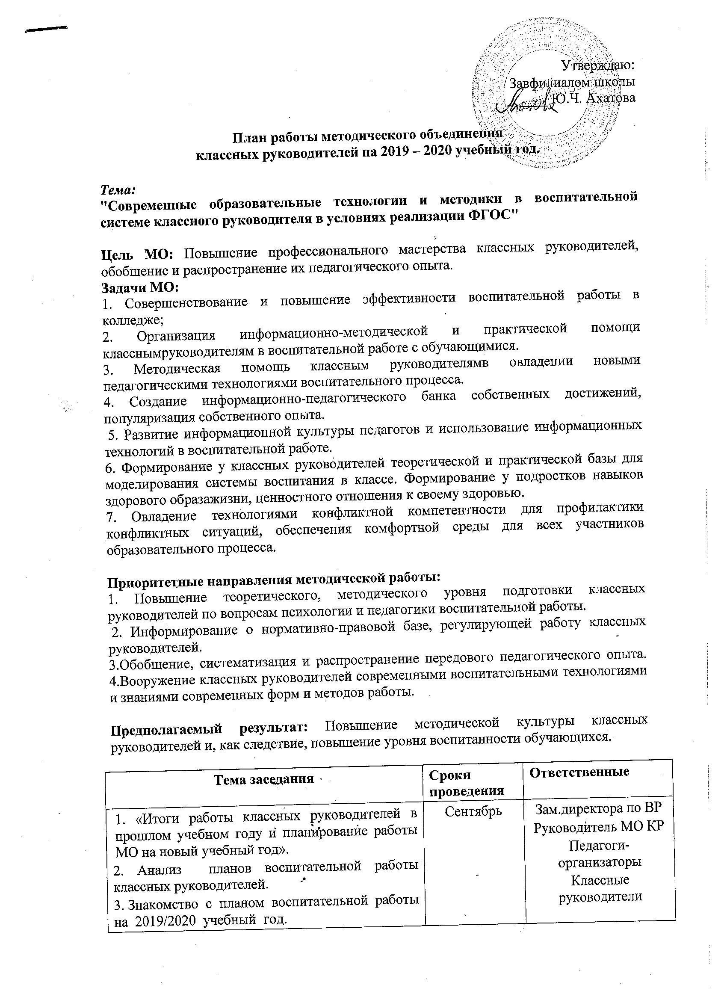 Утверждаю:
Завфилиалом школы
Ю.Ч. Ахатова
План работы методического объединения
классных руководителей на 2019 – 2020 учебный год.
Тема:
"Современные образовательные технологии и методики в воспитательной
системе классного руководителя в условиях реализации ФГОС"
Цель МО: Повышение профессионального мастерства классных руководителей,
обобщение и распространение их педагогического опыта.
Задачи МО:
1. Совершенствование и повышение эффективности воспитательной работы в
колледже;
2. Организация информационно-методической и практической помощи
класснымруководителям в воспитательной работе с обучающимися.
3. Методическая помощь классным руководителямв овладении новыми
педагогическими технологиями воспитательного процесса.
4. Создание информационно-педагогического банка собственных достижений,
популяризация собственного опыта.
5. Развитие информационной культуры педагогов и использование информационных
технологий в воспитательной работе.
6. Формирование у классных руководителей теоретической и практической базы для
моделирования системы воспитания в классе. Формирование у подростков навыков
здорового образажизни, ценностного отношения к своему здоровью.
7. Овладение технологиями конфликтной компетентности для профилактики
конфликтных ситуаций, обеспечения комфортной среды для всех участников
образовательного процесса.
Приоритетные направления методической работы:
1. Повышение теоретического, методического уровня подготовки классных
руководителей по вопросам психологии и педагогики воспитательной работы.
2. Информирование о нормативно-правовой базе, регулирующей работу классных
руководителей.
3.Обобщение, систематизация и распространение передового педагогического опыта.
4.Вооружение классных руководителей современными воспитательными технологиями
и знаниями современных форм и методов работы.
Предполагаемый результат: Повышение методической культуры классных
руководителей и, как следствие, повышение уровня воспитанности обучающихся.
Тема заседания
Сроки
проведения
Ответственные
1. «Итоги работы классных руководителей в
прошлом учебном году и планирование работы
МО на новый учебный год».
2. Анализ планов воспитательной работы
классных руководителей.
3. Знакомство с планом воспитательной работы
на 2019/2020 учебный год.
Сентябрь
Зам.директора по ВР
Руководитель МО КР
Педагоги-
организаторы
Классные
руководители